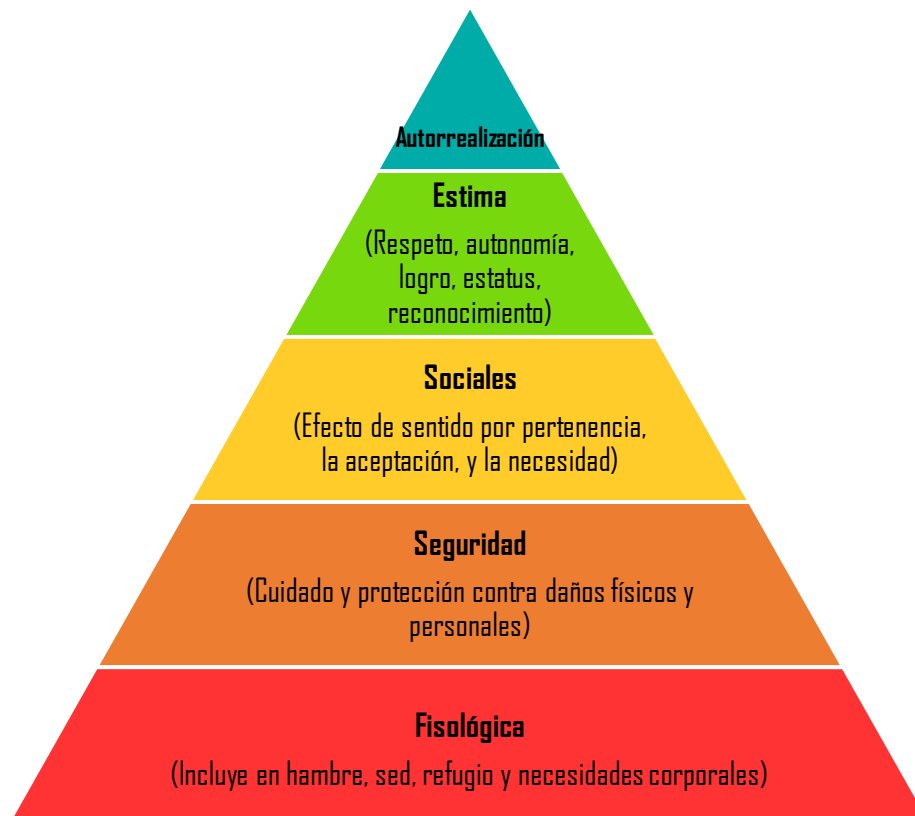 Autorrealización
Estima
(Respeto, autonomía,
logro, estatus,
reconocimiento)
Sociales
(Efecto de sentido por pertenencia,
la aceptación, y la necesidad)
Seguridad
(Cuidado y protección contra daños físicos y
personales)
Fisológica
(Incluye en hambre, sed, refugio y necesidades corporales)